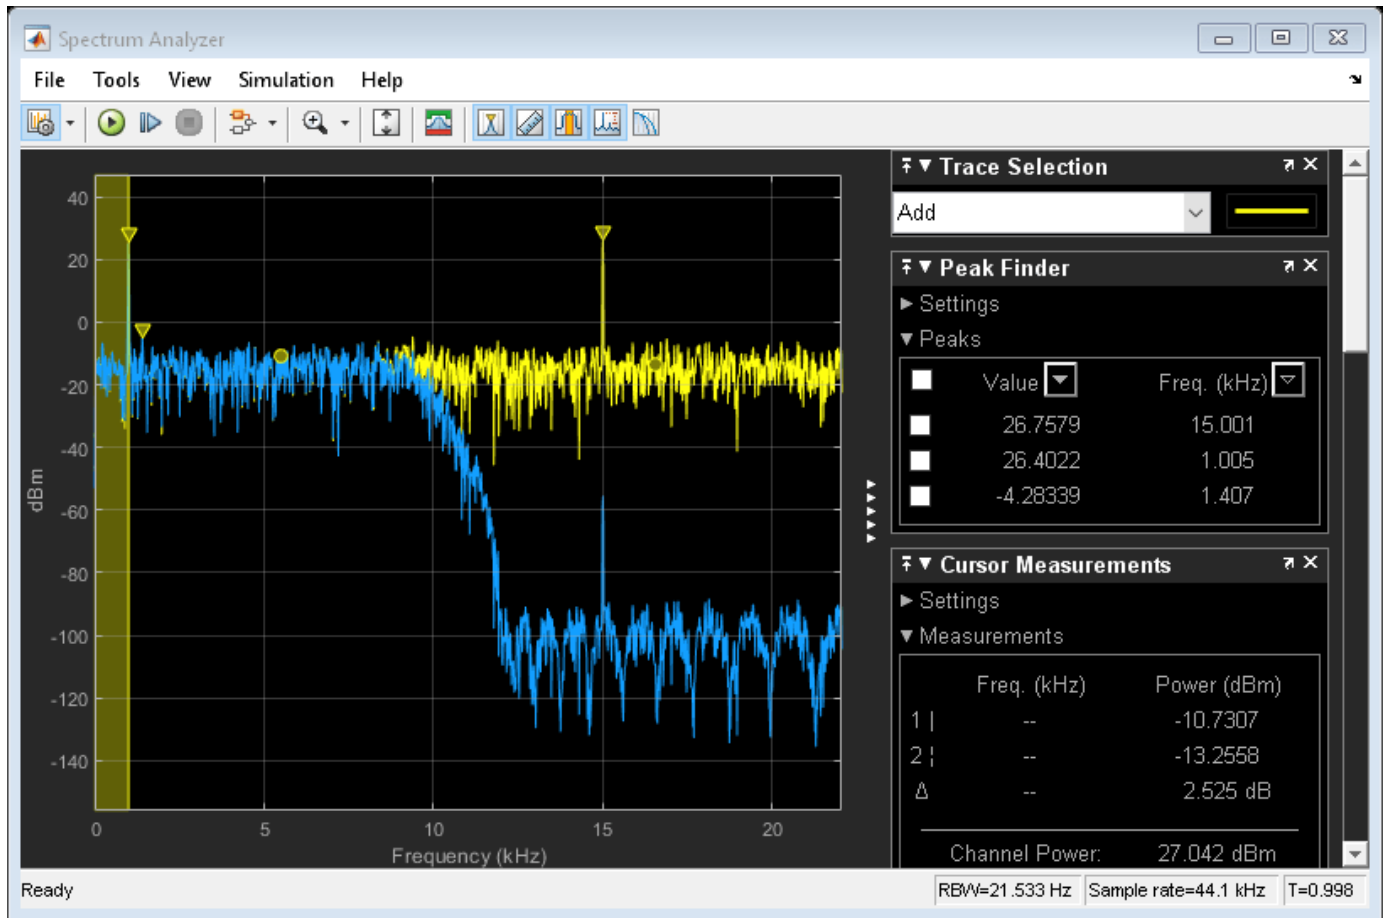 Spectrum Analyzer
File Tools View Simulation Help
Trace Selection
Add
Peak Finder
Settings
Peaks
Value Freq. (kHz)
26.7579 15.001
26.4022 1.005
-4.28339 1.407
Cursor Measurements
Settings
Measurements
Freq. (kHz) Power (dBm)
1 | -- -10.7307
2 ¦ -- -13.2558
Δ -- 2.525 dB
Channel Power: 27.042 dBm
40
20
0
-20
-40
-60
-80
-100
-120
-140
dBm
0 5 10 15 20
Frequency (kHz)
Ready RBW=21.533 Hz Sample rate=44.1 kHz T=0.998